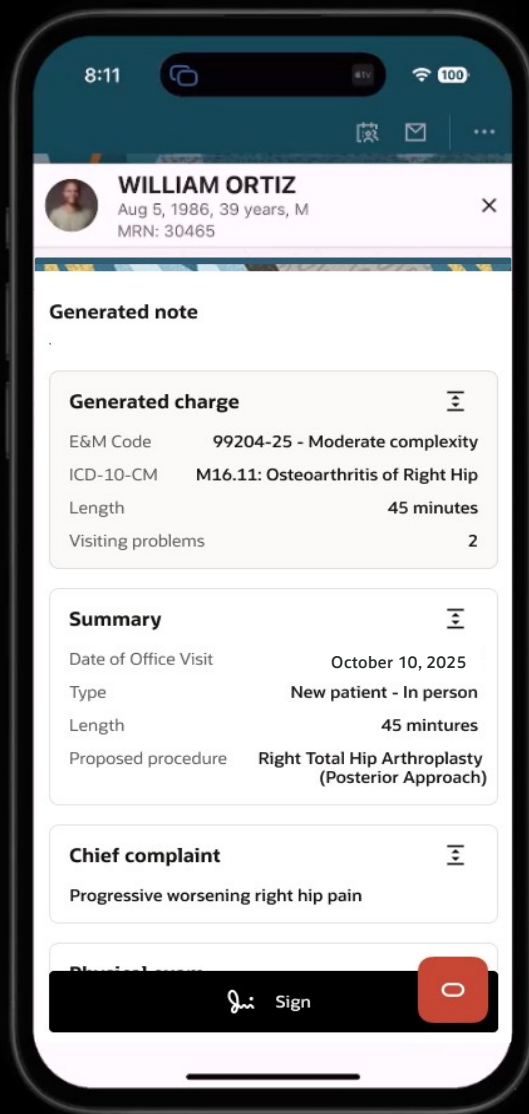 8:11
tv
100
WILLIAM ORTIZ
Aug 5, 1986, 39 years, M
MRN: 30465
Generated note
.
Generated charge
E&M Code 99204-25 - Moderate complexity
ICD-10-CM M16.11: Osteoarthritis of Right Hip
Length 45 minutes
Visiting problems 2
Summary
Date of Office Visit October 10, 2025
Type New patient - In person
Length 45 mintures
Proposed procedure Right Total Hip Arthroplasty
(Posterior Approach)
Chief complaint
Progressive worsening right hip pain
Physical exam
Sign